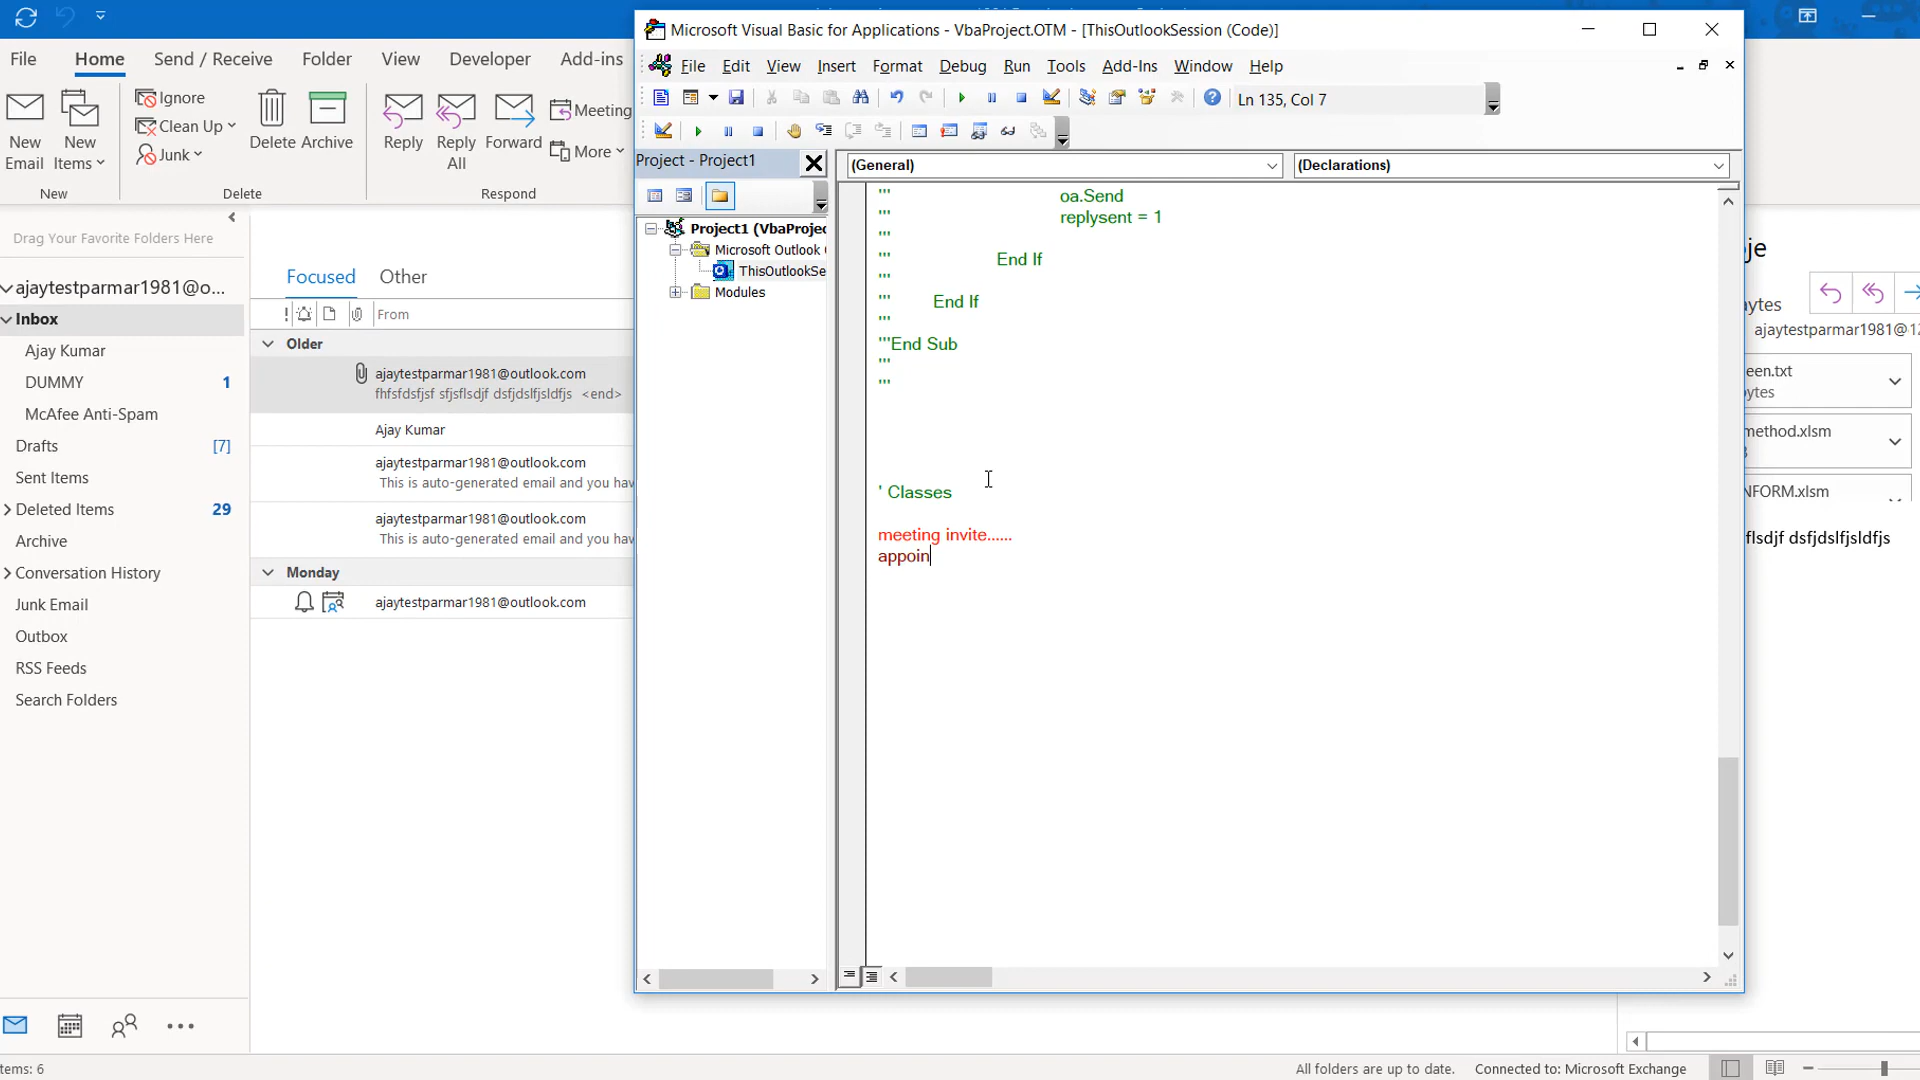 Microsoft Visual Basic for Applications - VbaProject.OTM - [ThisOutlookSession (Code)]
File Home Send / Receive Folder View Developer Add-ins
File Edit View Insert Format Debug Run Tools Add-Ins Window Help
New Email
New Items
Ignore
Clean Up
Junk
Delete
Archive
Reply
Reply All
Forward
Meeting
More
New
Delete
Respond
Ln 135, Col 7
Project - Project1
(General)
(Declarations)
Project1 (VbaProjec
Microsoft Outlook
ThisOutlookSe
Modules
Drag Your Favorite Folders Here
ajaytestparmar1981@o...
Inbox
Ajay Kumar
DUMMY 1
McAfee Anti-Spam
Drafts [7]
Sent Items
Deleted Items 29
Archive
Conversation History
Junk Email
Outbox
RSS Feeds
Search Folders
Focused Other
! From
Older
ajaytestparmar1981@outlook.com
fhfsfdsfjsf sfjsflsdjf dsfjdslfjsldfjs <end>
Ajay Kumar
ajaytestparmar1981@outlook.com
This is auto-generated email and you hav
ajaytestparmar1981@outlook.com
This is auto-generated email and you hav
Monday
ajaytestparmar1981@outlook.com
''' oa.Send
''' replysent = 1
'''
''' End If
'''
''' End If
'''
'''End Sub
'''
'''
' Classes
meeting invite......
appoin
je
ytes
ajaytestparmar1981@12
een.txt
ytes
method.xlsm
NFORM.xlsm
flsdjf dsfjdslfjsldfjs
tems: 6
All folders are up to date.
Connected to: Microsoft Exchange